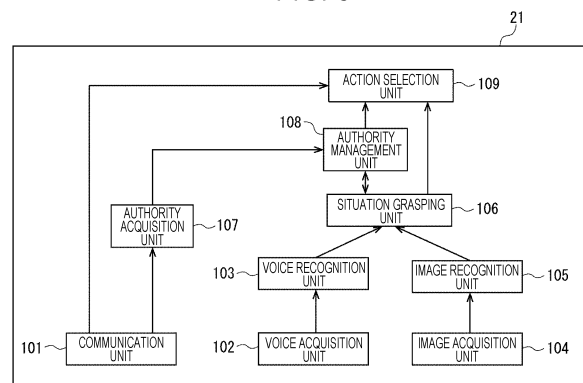 21
ACTION SELECTION
UNIT
109
108
AUTHORITY
MANAGEMENT
UNIT
AUTHORITY
ACQUISITION
UNIT
107
SITUATION GRASPING
UNIT
106
103
VOICE RECOGNITION
UNIT
IMAGE RECOGNITION
UNIT
105
101
COMMUNICATION
UNIT
102
VOICE ACQUISITION
UNIT
IMAGE ACQUISITION
UNIT
104